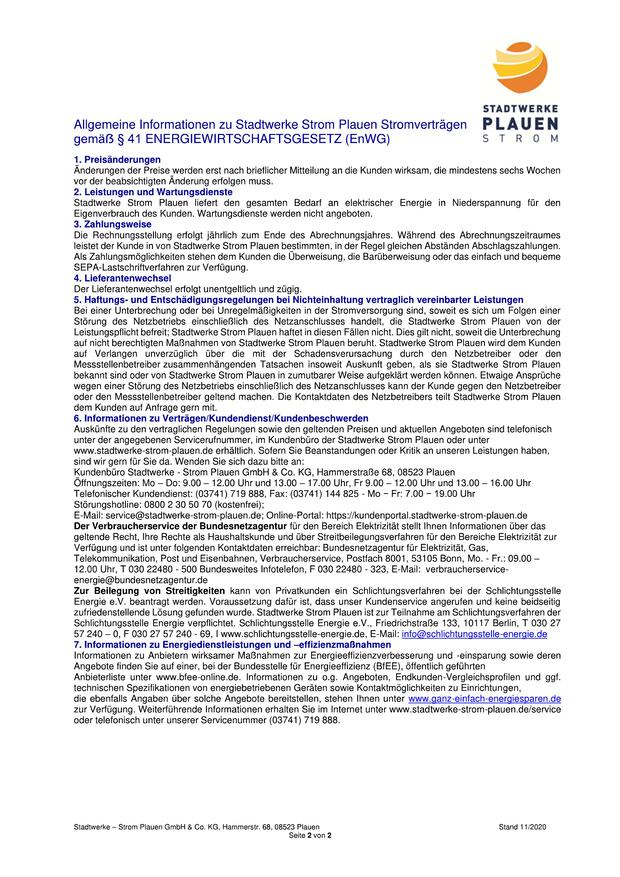 STADTWERKE
PLAUEN
STROM
Allgemeine Informationen zu Stadtwerke Strom Plauen Stromverträgen
gemäß § 41 ENERGIEWIRTSCHAFTSGESETZ (EnWG)
1. Preisänderungen
Änderungen der Preise werden erst nach brieflicher Mitteilung an die Kunden wirksam, die mindestens sechs Wochen
vor der beabsichtigten Änderung erfolgen muss.
2. Leistungen und Wartungsdienste
Stadtwerke Strom Plauen liefert den gesamten Bedarf an elektrischer Energie in Niederspannung für den
Eigenverbrauch des Kunden. Wartungsdienste werden nicht angeboten.
3. Zahlungsweise
Die Rechnungsstellung erfolgt jährlich zum Ende des Abrechnungsjahres. Während des Abrechnungszeitraumes
leistet der Kunde in von Stadtwerke Strom Plauen bestimmten, in der Regel gleichen Abständen Abschlagszahlungen.
Als Zahlungsmöglichkeiten stehen dem Kunden die Überweisung, die Barüberweisung oder das einfach und bequeme
SEPA-Lastschriftverfahren zur Verfügung.
4. Lieferantenwechsel
Der Lieferantenwechsel erfolgt unentgeltlich und zügig.
5. Haftungs- und Entschädigungsregelungen bei Nichteinhaltung vertraglich vereinbarter Leistungen
Bei einer Unterbrechung oder bei Unregelmäßigkeiten in der Stromversorgung sind, soweit es sich um Folgen einer
Störung des Netzbetriebs einschließlich des Netzanschlusses handelt, die Stadtwerke Strom Plauen von der
Leistungspflicht befreit; Stadtwerke Strom Plauen haftet in diesen Fällen nicht. Dies gilt nicht, soweit die Unterbrechung
auf nicht berechtigten Maßnahmen von Stadtwerke Strom Plauen beruht. Stadtwerke Strom Plauen wird dem Kunden
auf Verlangen unverzüglich über die mit der Schadensverursachung durch den Netzbetreiber oder den
Messstellenbetreiber zusammenhängenden Tatsachen insoweit Auskunft geben, als sie Stadtwerke Strom Plauen
bekannt sind oder von Stadtwerke Strom Plauen in zumutbarer Weise aufgeklärt werden können. Etwaige Ansprüche
wegen einer Störung des Netzbetriebs einschließlich des Netzanschlusses kann der Kunde gegen den Netzbetreiber
oder den Messstellenbetreiber geltend machen. Die Kontaktdaten des Netzbetreibers teilt Stadtwerke Strom Plauen
dem Kunden auf Anfrage gern mit.
6. Informationen zu Verträgen/Kundendienst/Kundenbeschwerden
Auskünfte zu den vertraglichen Regelungen sowie den geltenden Preisen und aktuellen Angeboten sind telefonisch
unter der angegebenen Servicerufnummer, im Kundenbüro der Stadtwerke Strom Plauen oder unter
www.stadtwerke-strom-plauen.de erhältlich. Sofern Sie Beanstandungen oder Kritik an unseren Leistungen haben,
sind wir gern für Sie da. Wenden Sie sich dazu bitte an:
Kundenbüro Stadtwerke - Strom Plauen GmbH & Co. KG, Hammerstraße 68, 08523 Plauen
Öffnungszeiten: Mo – Do: 9.00 – 12.00 Uhr und 13.00 – 17.00 Uhr, Fr 9.00 – 12.00 Uhr und 13.00 – 16.00 Uhr
Telefonischer Kundendienst: (03741) 719 888, Fax: (03741) 144 825 - Mo – Fr: 7.00 – 19.00 Uhr
Störungshotline: 0800 2 30 50 70 (kostenfrei);
E-Mail: service@stadtwerke-strom-plauen.de; Online-Portal: https://kundenportal.stadtwerke-strom-plauen.de
Der Verbraucherservice der Bundesnetzagentur für den Bereich Elektrizität stellt Ihnen Informationen über das
geltende Recht, Ihre Rechte als Haushaltskunde und über Streitbeilegungsverfahren für den Bereich Elektrizität zur
Verfügung und ist unter folgenden Kontaktdaten erreichbar: Bundesnetzagentur für Elektrizität, Gas,
Telekommunikation, Post und Eisenbahnen, Verbraucherservice, Postfach 8001, 53105 Bonn, Mo. - Fr.: 09.00 –
12.00 Uhr, T 030 22480 - 500 Bundesweites Infotelefon, F 030 22480 - 323, E-Mail: verbraucherservice-
energie@bundesnetzagentur.de
Zur Beilegung von Streitigkeiten kann von Privatkunden ein Schlichtungsverfahren bei der Schlichtungsstelle
Energie e.V. beantragt werden. Voraussetzung dafür ist, dass unser Kundenservice angerufen und keine beidseitig
zufriedenstellende Lösung gefunden wurde. Stadtwerke Strom Plauen ist zur Teilnahme am Schlichtungsverfahren der
Schlichtungsstelle Energie verpflichtet. Schlichtungsstelle Energie e.V., Friedrichstraße 133, 10117 Berlin, T 030 27
57 240 – 0, F 030 27 57 240 - 69, I www.schlichtungsstelle-energie.de, E-Mail: info@schlichtungsstelle-energie.de
7. Informationen zu Energiedienstleistungen und –effizienzmaßnahmen
Informationen zu Anbietern wirksamer Maßnahmen zur Energieeffizienzverbesserung und -einsparung sowie deren
Angebote finden Sie auf einer, bei der Bundesstelle für Energieeffizienz (BfEE), öffentlich geführten
Anbieterliste unter www.bfee-online.de. Informationen zu o.g. Angeboten, Endkunden-Vergleichsprofilen und ggf.
technischen Spezifikationen von energiebetriebenen Geräten sowie Kontaktmöglichkeiten zu Einrichtungen,
die ebenfalls Angaben über solche Angebote bereitstellen, stehen Ihnen unter www.ganz-einfach-energiesparen.de
zur Verfügung. Weiterführende Informationen erhalten Sie im Internet unter www.stadtwerke-strom-plauen.de/service
oder telefonisch unter unserer Servicenummer (03741) 719 888.
Stadtwerke – Strom Plauen GmbH & Co. KG, Hammerstr. 68, 08523 Plauen Stand 11/2020
Seite 2 von 2